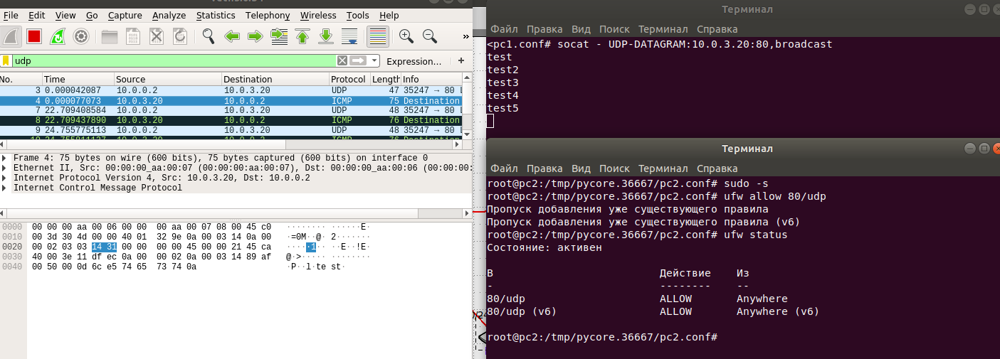 File Edit View Go Capture Analyze Statistics Telephony Wireless Tools Help
»
udp
Expression... +
No. Time Source Destination Protocol Length Info
3 0.000042087 10.0.0.2 10.0.3.20 UDP 47 35247 → 80
4 0.000077073 10.0.3.20 10.0.0.2 ICMP 75 Destination
7 22.709408584 10.0.0.2 10.0.3.20 UDP 48 35247 → 80
8 22.709437890 10.0.3.20 10.0.0.2 ICMP 76 Destination
9 24.755775113 10.0.0.2 10.0.3.20 UDP 48 35247 → 80
Frame 4: 75 bytes on wire (600 bits), 75 bytes captured (600 bits) on interface 0
Ethernet II, Src: 00:00:00_aa:00:07 (00:00:00:aa:00:07), Dst: 00:00:00_aa:00:06 (00:00:00:
Internet Protocol Version 4, Src: 10.0.3.20, Dst: 10.0.0.2
Internet Control Message Protocol
0000 00 00 00 aa 00 06 00 00 00 aa 00 07 08 00 45 c0 ········ ······E·
0010 00 3d 30 4d 00 00 40 01 32 9e 0a 00 03 14 0a 00 ·=0M··@· 2·······
0020 00 02 03 03 14 31 00 00 00 00 45 00 00 21 45 ca ·····1·· ··E··!E·
0030 40 00 3e 11 df ec 0a 00 00 02 0a 00 03 14 89 af @·>····· ········
0040 00 50 00 0d 6c e5 74 65 73 74 0a ·P··l·te st·
Терминал
Файл Правка Вид Поиск Терминал Справка
<pc1.conf# socat - UDP-DATAGRAM:10.0.3.20:80,broadcast
test
test2
test3
test4
test5
Терминал
Файл Правка Вид Поиск Терминал Справка
root@pc2:/tmp/pycore.36667/pc2.conf# sudo -s
root@pc2:/tmp/pycore.36667/pc2.conf# ufw allow 80/udp
Пропуск добавления уже существующего правила
Пропуск добавления уже существующего правила (v6)
root@pc2:/tmp/pycore.36667/pc2.conf# ufw status
Состояние: активен
В Действие Из
- -------- --
80/udp ALLOW Anywhere
80/udp (v6) ALLOW Anywhere (v6)
root@pc2:/tmp/pycore.36667/pc2.conf#